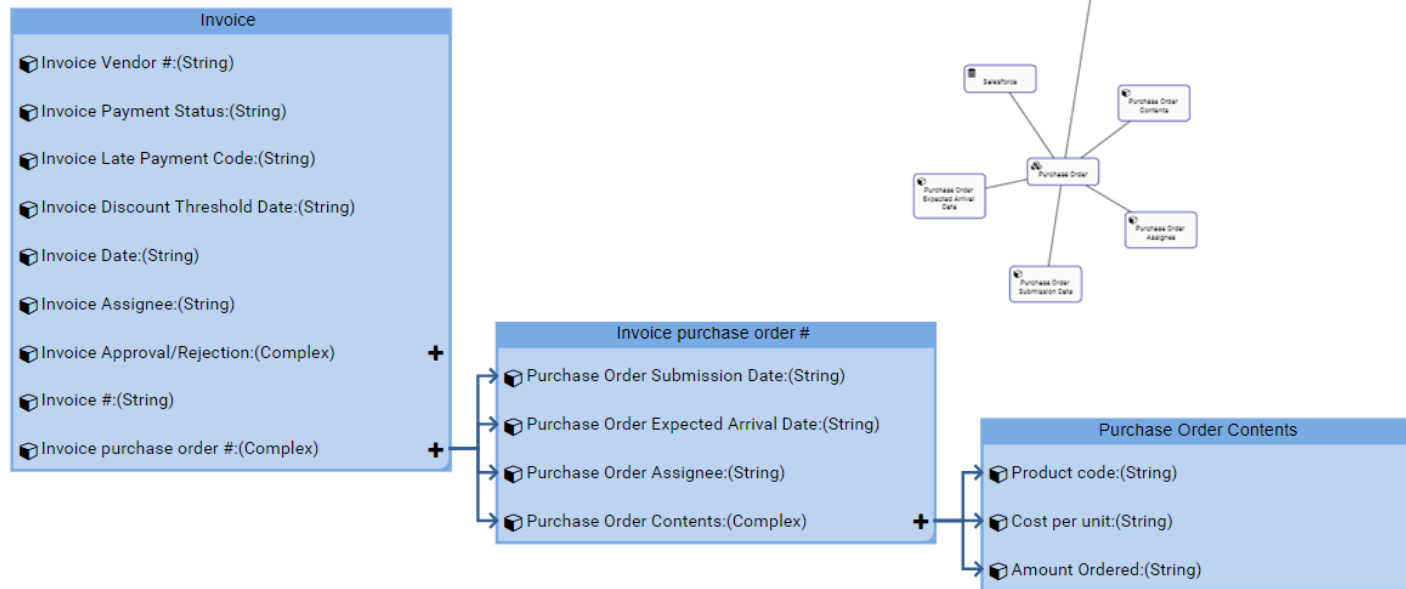 Invoice
Invoice Vendor #:(String)
Invoice Payment Status:(String)
Invoice Late Payment Code:(String)
Invoice Discount Threshold Date:(String)
Invoice Date:(String)
Invoice Assignee:(String)
Invoice Approval/Rejection:(Complex)
Invoice #:(String)
Invoice purchase order #:(Complex)
Invoice purchase order #
Purchase Order Submission Date:(String)
Purchase Order Expected Arrival Date:(String)
Purchase Order Assignee:(String)
Purchase Order Contents:(Complex)
Purchase Order Contents
Product code:(String)
Cost per unit:(String)
Amount Ordered:(String)
Salesforce
Purchase Order
Contents
Purchase Order
Purchase Order
Expected Arrival
Date
Purchase Order
Assignee
Purchase Order
Submission Date